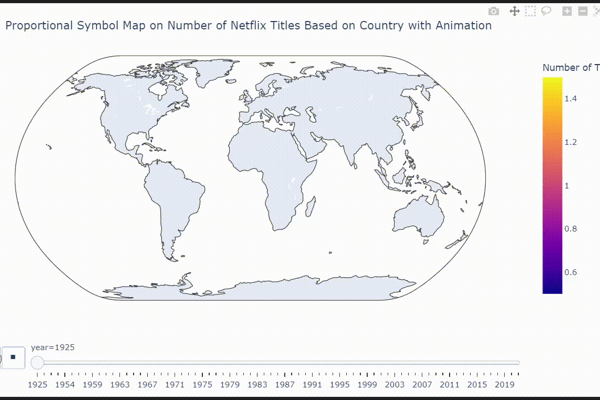 Proportional Symbol Map on Number of Netflix Titles Based on Country with Animation
Number of T
1.4
1.2
1
0.8
0.6
year=1925
1925 1954 1959 1963 1967 1971 1975 1979 1983 1987 1991 1995 1999 2003 2007 2011 2015 2019